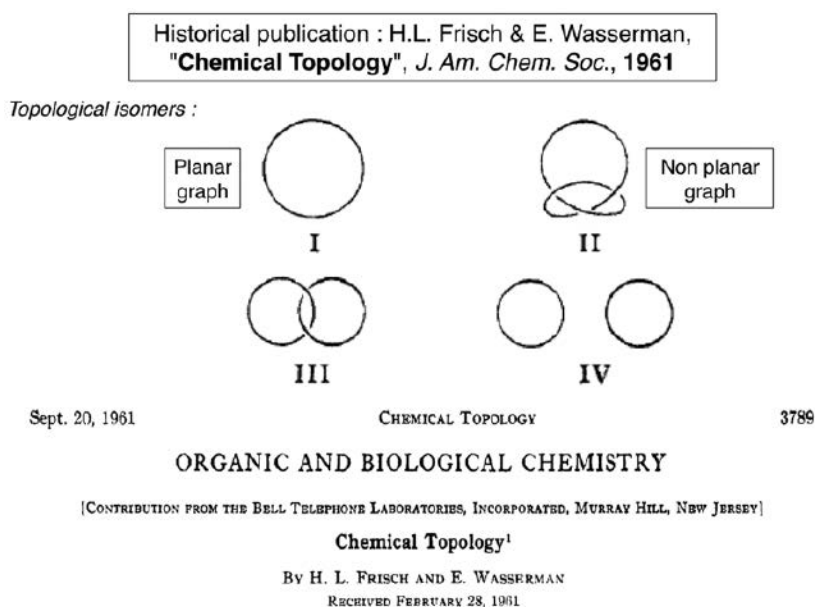 Historical publication : H.L. Frisch & E. Wasserman,
"Chemical Topology", J. Am. Chem. Soc., 1961
Topological isomers :
Planar
graph
Non planar
graph
I
II
III
IV
Sept. 20, 1961 CHEMICAL TOPOLOGY 3789
ORGANIC AND BIOLOGICAL CHEMISTRY
[CONTRIBUTION FROM THE BELL TELEPHONE LABORATORIES, INCORPORATED, MURRAY HILL, NEW JERSEY]
Chemical Topology¹
BY H. L. FRISCH AND E. WASSERMAN
RECEIVED FEBRUARY 28, 1961